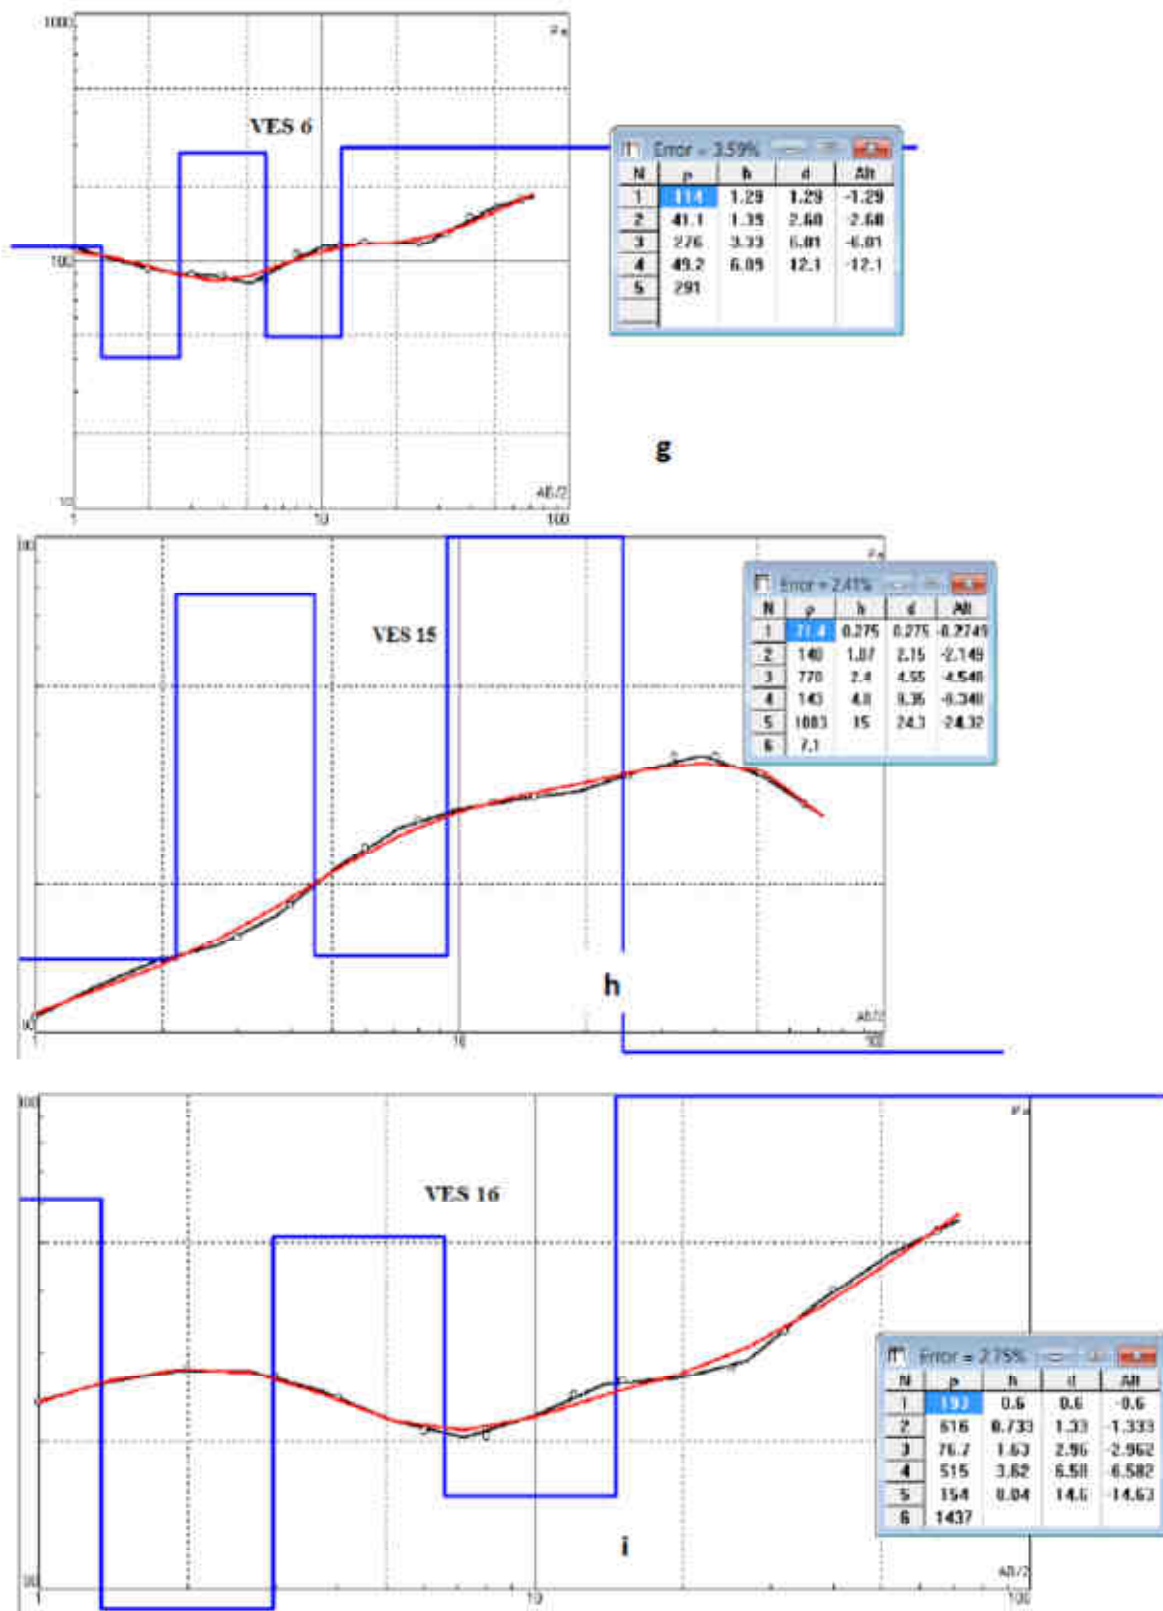 1000
ρa
VES 6
Error = 3.59%
N ρ h d Alt
1 114 1.29 1.29 -1.29
2 41.1 1.39 2.68 -2.68
3 276 3.33 6.01 -6.01
4 49.2 6.09 12.1 -12.1
5 291
100
g
10
AB/2
1 10 100
00
ρa
Error = 2.41%
N ρ h d Alt
VES 15
1 71.4 0.275 0.275 -0.2749
2 140 1.87 2.15 -2.149
3 770 2.4 4.55 -4.548
4 143 4.8 9.35 -9.348
5 1083 15 24.3 -24.32
6 7.1
h
AB/2
1 10 100
00
ρa
VES 16
Error = 2.75%
N ρ h d Alt
1 193 0.6 0.6 -0.6
2 616 0.733 1.33 -1.333
3 76.7 1.63 2.96 -2.962
4 515 3.62 6.58 -6.582
5 154 8.04 14.6 -14.63
6 1437
i
AB/2
1 10 100